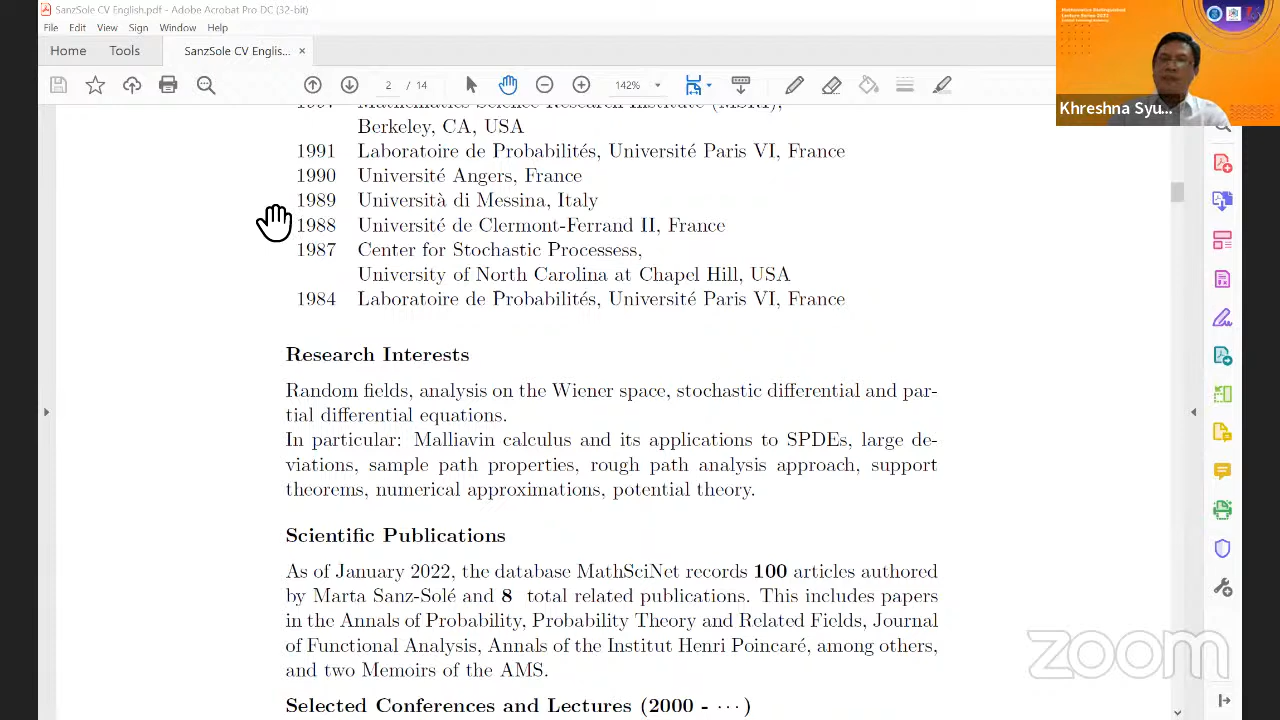 SanzSole CV English.pdf - Adobe Acrobat Pro DC (32-bit)
File Edit View Window Help
Home Tools SanzSole CV Englis... ×
2 / 14 142%
Mathematics Distinguished
Lecture Series 2022
Khreshna Syu...
Research Institute (MSRI),
USA
1991 Laboratoire de Probabilités, Université Paris VI, France
1990 Université Angers, France
1989 Università di Messina, Italy
1988 Université de Clermont-Ferrand II, France
1987 Center for Stochastic Processess,
University of North Carolina at Chapel Hill, USA
1984 Laboratoire de Probabilités, Université Paris VI, France
Research Interests
Random fields, analysis on the Wiener space, stochastic differential and par-
tial differential equations.
In particular: Malliavin calculus and its applications to SPDEs, large de-
viations, sample path properties, rough path analysis approach, support
theorems, numerical approximations, potential theory.
Scientific Publications
As of January 2022, the database MathSciNet records 100 articles authored
by Marta Sanz-Solé and 8 total related publications. This includes papers
in the Annals of Probability, Probability Theory and Related Fields, Journal
of Functional Analysis, Annals of the Institut Henri Poincaré, among others,
and two Memoirs of the AMS.
Selected Conferences and Lectures (2000 - ···)
zoom